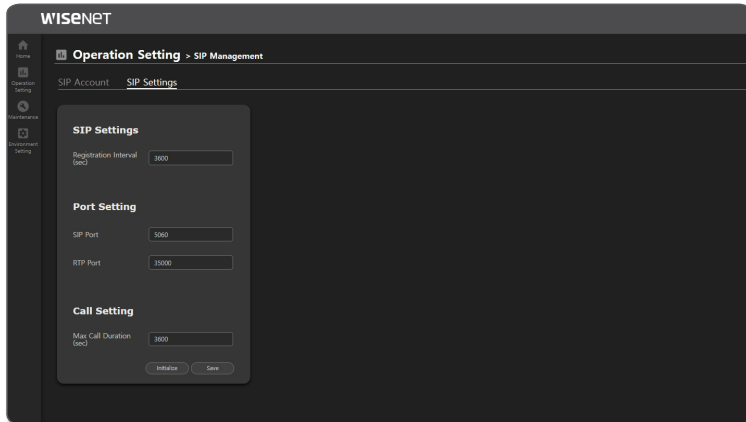 WISENET
Home
Operation
Setting
Maintenance
Environment
Setting
Operation Setting > SIP Management
SIP Account SIP Settings
SIP Settings
Registration Interval
(sec)
3600
Port Setting
SIP Port 5060
RTP Port 35000
Call Setting
Max Call Duration
(sec)
3600
Initialize Save